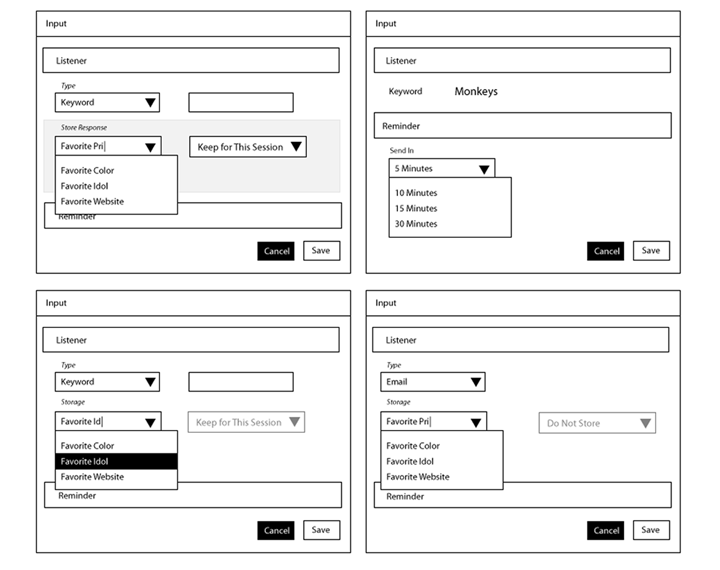 Input
Listener
Type
Keyword
Store Response
Favorite Pri
Keep for This Session
Favorite Color
Favorite Idol
Favorite Website
Reminder
Cancel Save
Input
Listener
Keyword Monkeys
Reminder
Send In
5 Minutes
10 Minutes
15 Minutes
30 Minutes
Cancel Save
Input
Listener
Type
Keyword
Storage
Favorite Id
Keep for This Session
Favorite Color
Favorite Idol
Favorite Website
Reminder
Cancel Save
Input
Listener
Type
Email
Storage
Favorite Pri
Do Not Store
Favorite Color
Favorite Idol
Favorite Website
Reminder
Cancel Save